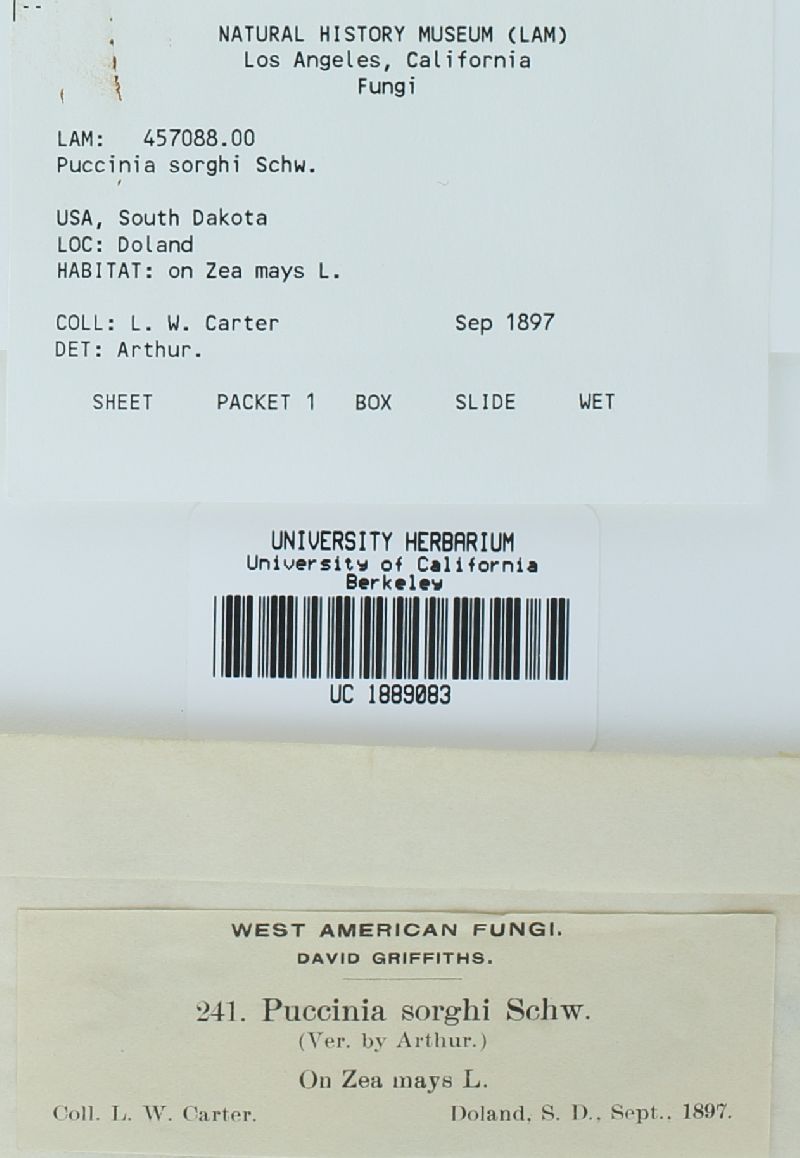 NATURAL HISTORY MUSEUM (LAM)
Los Angeles, California
Fungi
LAM: 457088.00
Puccinia sorghi Schw.
USA, South Dakota
LOC: Doland
HABITAT: on Zea mays L.
COLL: L. W. Carter Sep 1897
DET: Arthur.
SHEET PACKET 1 BOX SLIDE WET
UNIVERSITY HERBARIUM
University of California
Berkeley
UC 1889083
WEST AMERICAN FUNGI.
DAVID GRIFFITHS.
241. Puccinia sorghi Schw.
(Ver. by Arthur.)
On Zea mays L.
Coll. L. W. Carter. Doland, S. D., Sept., 1897.